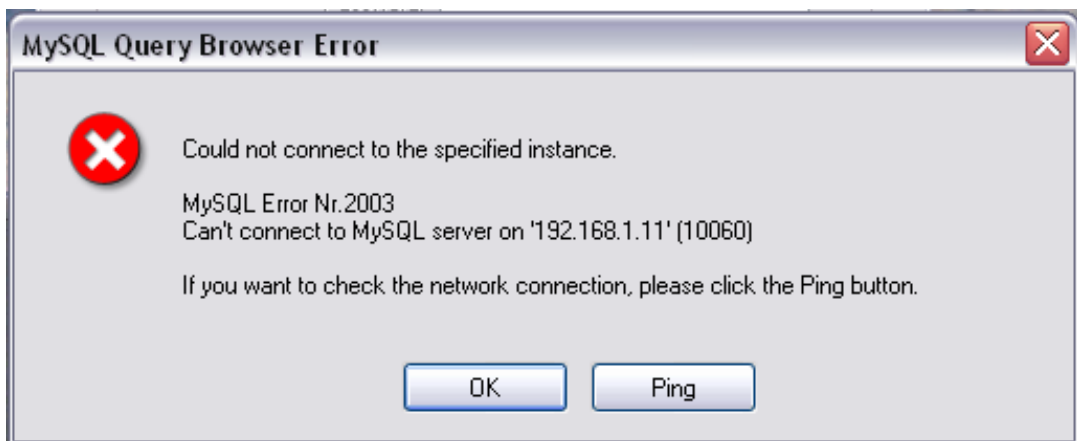 MySQL Query Browser Error
Could not connect to the specified instance.
MySQL Error Nr.2003
Can't connect to MySQL server on '192.168.1.11' (10060)
If you want to check the network connection, please click the Ping button.
OK
Ping